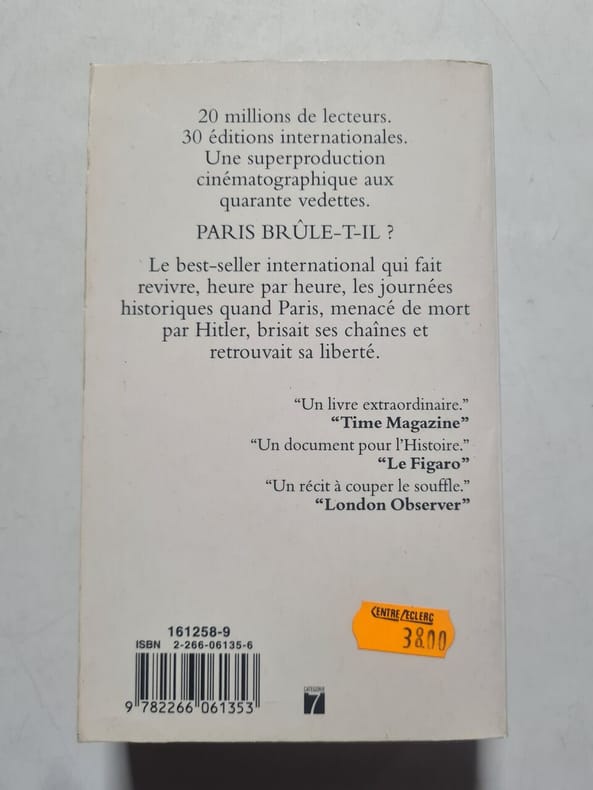 20 millions de lecteurs.
30 éditions internationales.
Une superproduction
cinématographique aux
quarante vedettes.
PARIS BRÛLE-T-IL ?
Le best-seller international qui fait
revivre, heure par heure, les journées
historiques quand Paris, menacé de mort
par Hitler, brisait ses chaînes et
retrouvait sa liberté.
“Un livre extraordinaire.”
“Time Magazine”
“Un document pour l’Histoire.”
“Le Figaro”
“Un récit à couper le souffle.”
“London Observer”
CENTRE/ECLERC
38.00
161258-9
ISBN 2-266-06135-6
9 782266 061353
CATEGORIE
7